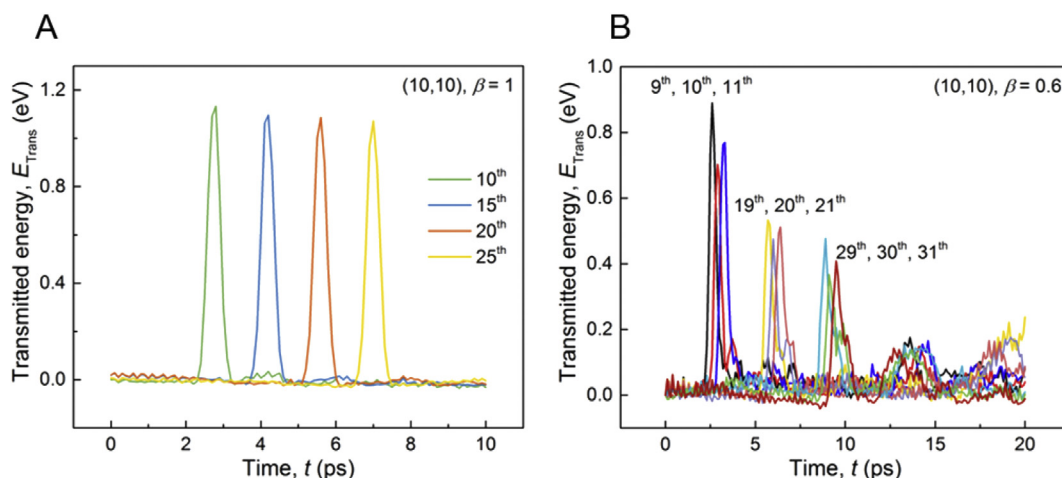 A
Transmitted energy, E_Trans (eV)
1.2
0.8
0.4
0.0
(10,10), β = 1
10th
15th
20th
25th
0 2 4 6 8 10
Time, t (ps)
B
Transmitted energy, E_Trans (eV)
1.0
0.8
0.6
0.4
0.2
0.0
9th, 10th, 11th
(10,10), β = 0.6
19th, 20th, 21th
29th, 30th, 31th
0 5 10 15 20
Time, t (ps)